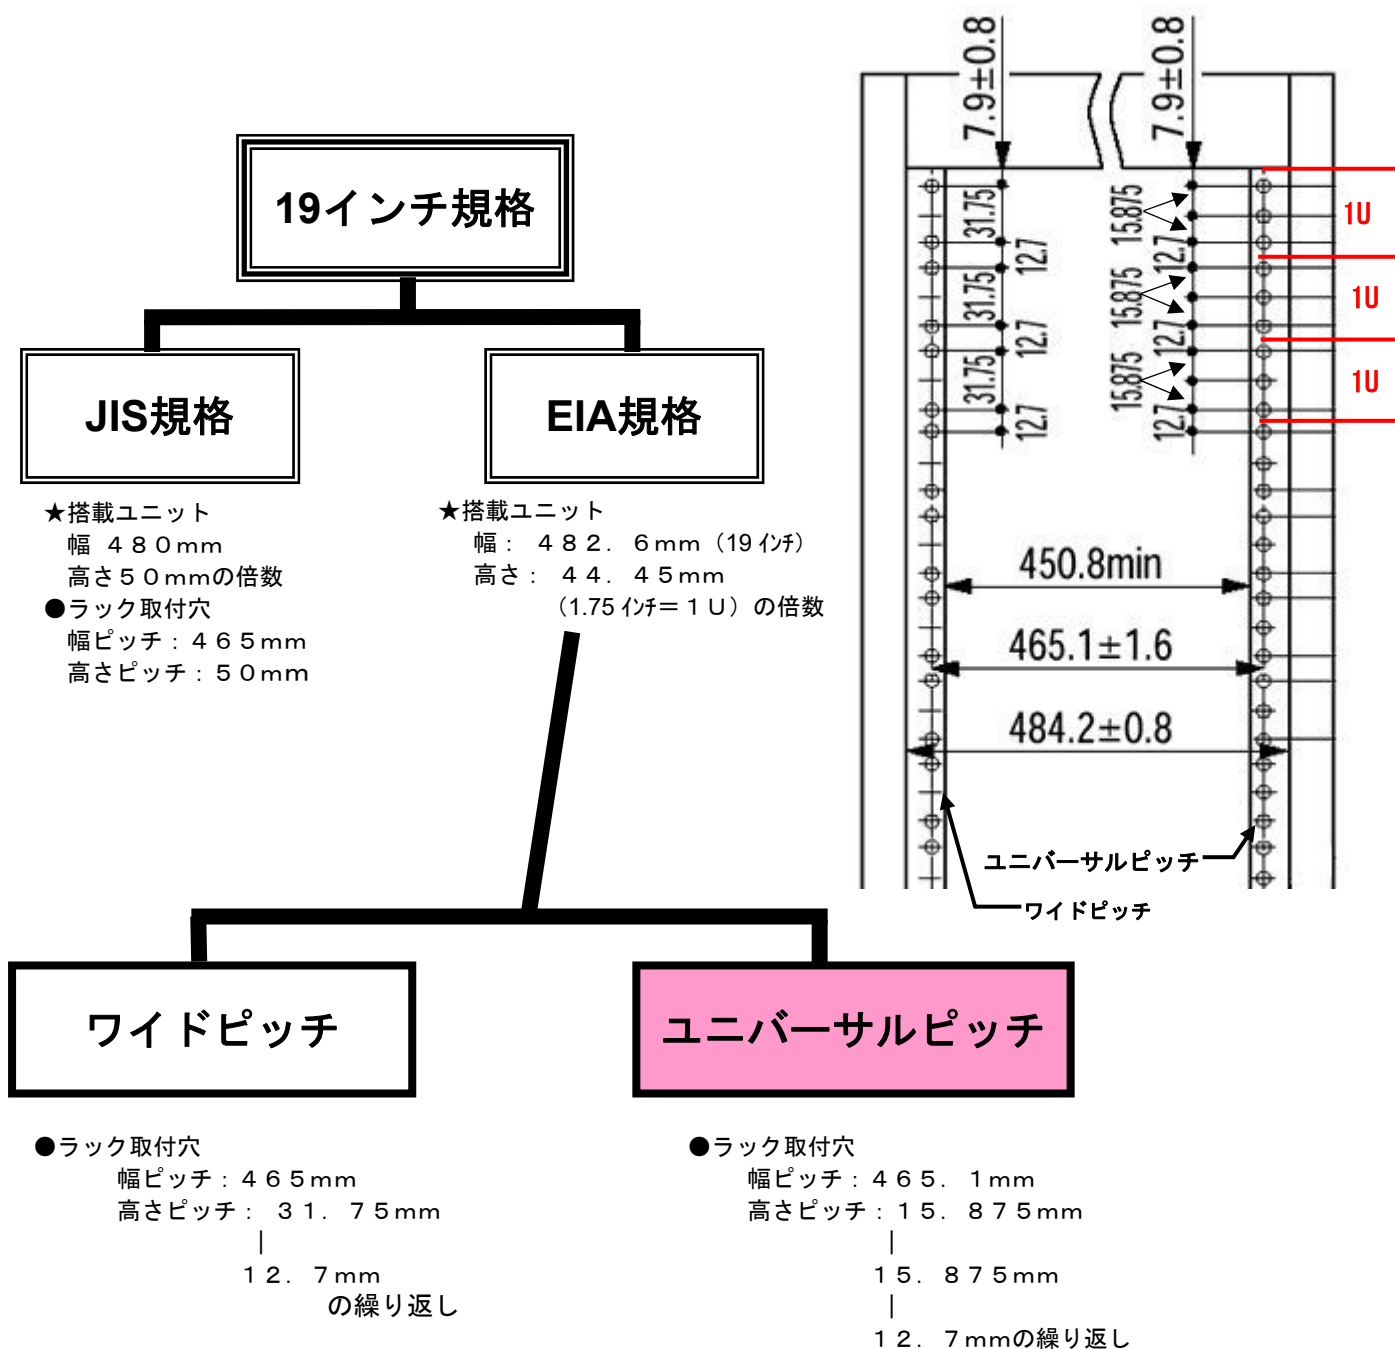 19インチ規格
JIS規格
EIA規格
★搭載ユニット
幅 480mm
高さ50mmの倍数
●ラック取付穴
幅ピッチ:465mm
高さピッチ:50mm
★搭載ユニット
幅: 482.6mm(19インチ)
高さ: 44.45mm
(1.75インチ=1U)の倍数
7.9±0.8
7.9±0.8
31.75
12.7
31.75
12.7
31.75
12.7
15.875
12.7
15.875
12.7
15.875
12.7
1U
1U
1U
450.8min
465.1±1.6
484.2±0.8
ユニバーサルピッチ
ワイドピッチ
ワイドピッチ
ユニバーサルピッチ
●ラック取付穴
幅ピッチ:465mm
高さピッチ: 31.75mm
|
12.7mm
の繰り返し
●ラック取付穴
幅ピッチ:465.1mm
高さピッチ:15.875mm
|
15.875mm
|
12.7mmの繰り返し